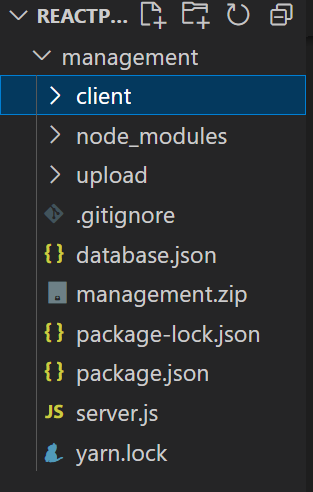 REACTP...
management
client
node_modules
upload
.gitignore
{} database.json
management.zip
{} package-lock.json
{} package.json
JS server.js
yarn.lock